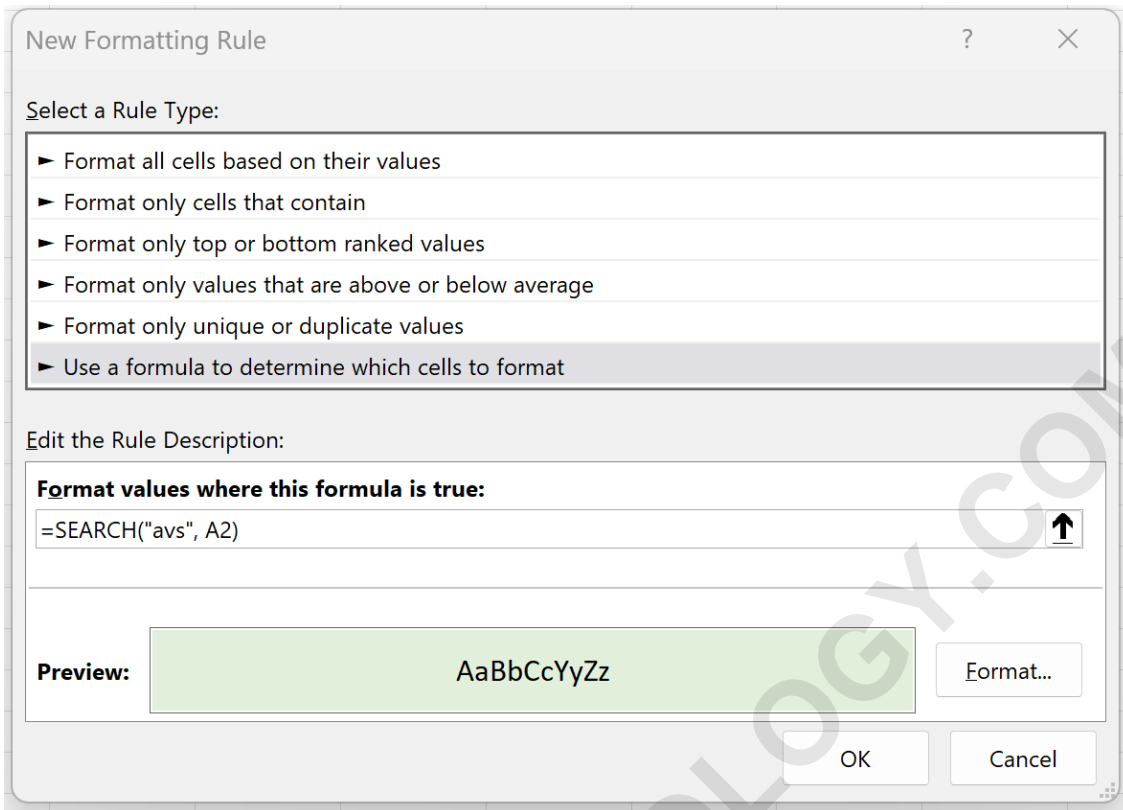 New Formatting Rule
?
Select a Rule Type:
► Format all cells based on their values
► Format only cells that contain
► Format only top or bottom ranked values
► Format only values that are above or below average
► Format only unique or duplicate values
► Use a formula to determine which cells to format
Edit the Rule Description:
Format values where this formula is true:
=SEARCH("avs", A2)
Preview:
AaBbCcYyZz
Format...
OK
Cancel
OLOGY.COM